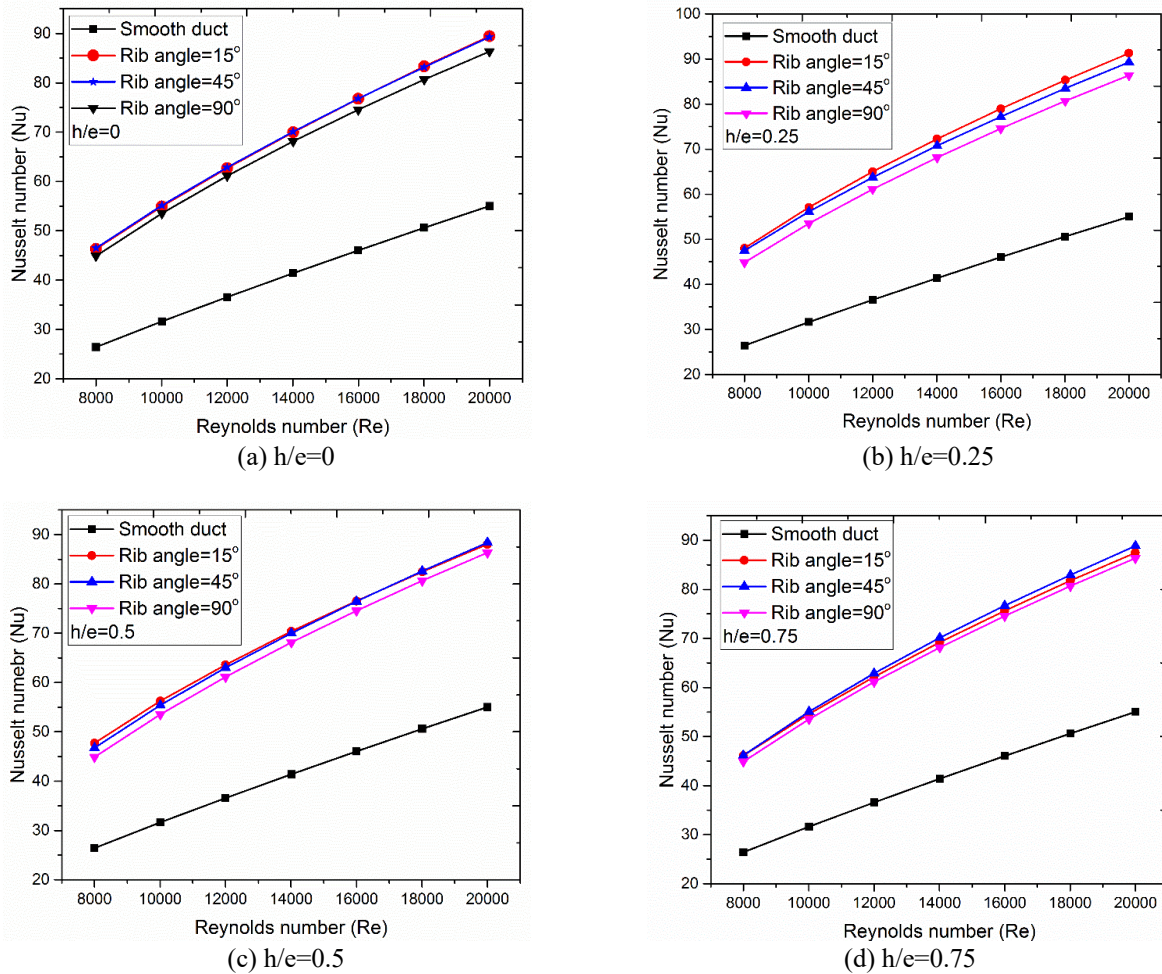 Smooth duct
Rib angle=15°
Rib angle=45°
Rib angle=90°
h/e=0
Nusselt number (Nu)
90
80
70
60
50
40
30
20
8000 10000 12000 14000 16000 18000 20000
Reynolds number (Re)
(a) h/e=0
Smooth duct
Rib angle=15°
Rib angle=45°
Rib angle=90°
h/e=0.25
Nusselt number (Nu)
100
90
80
70
60
50
40
30
20
8000 10000 12000 14000 16000 18000 20000
Reynolds number (Re)
(b) h/e=0.25
Smooth duct
Rib angle=15°
Rib angle=45°
Rib angle=90°
h/e=0.5
Nusselt numebr (Nu)
90
80
70
60
50
40
30
20
8000 10000 12000 14000 16000 18000 20000
Reynolds number (Re)
(c) h/e=0.5
Smooth duct
Rib angle=15°
Rib angle=45°
Rib angle=90°
h/e=0.75
Nusselt number (Nu)
90
80
70
60
50
40
30
20
8000 10000 12000 14000 16000 18000 20000
Reynolds number (Re)
(d) h/e=0.75